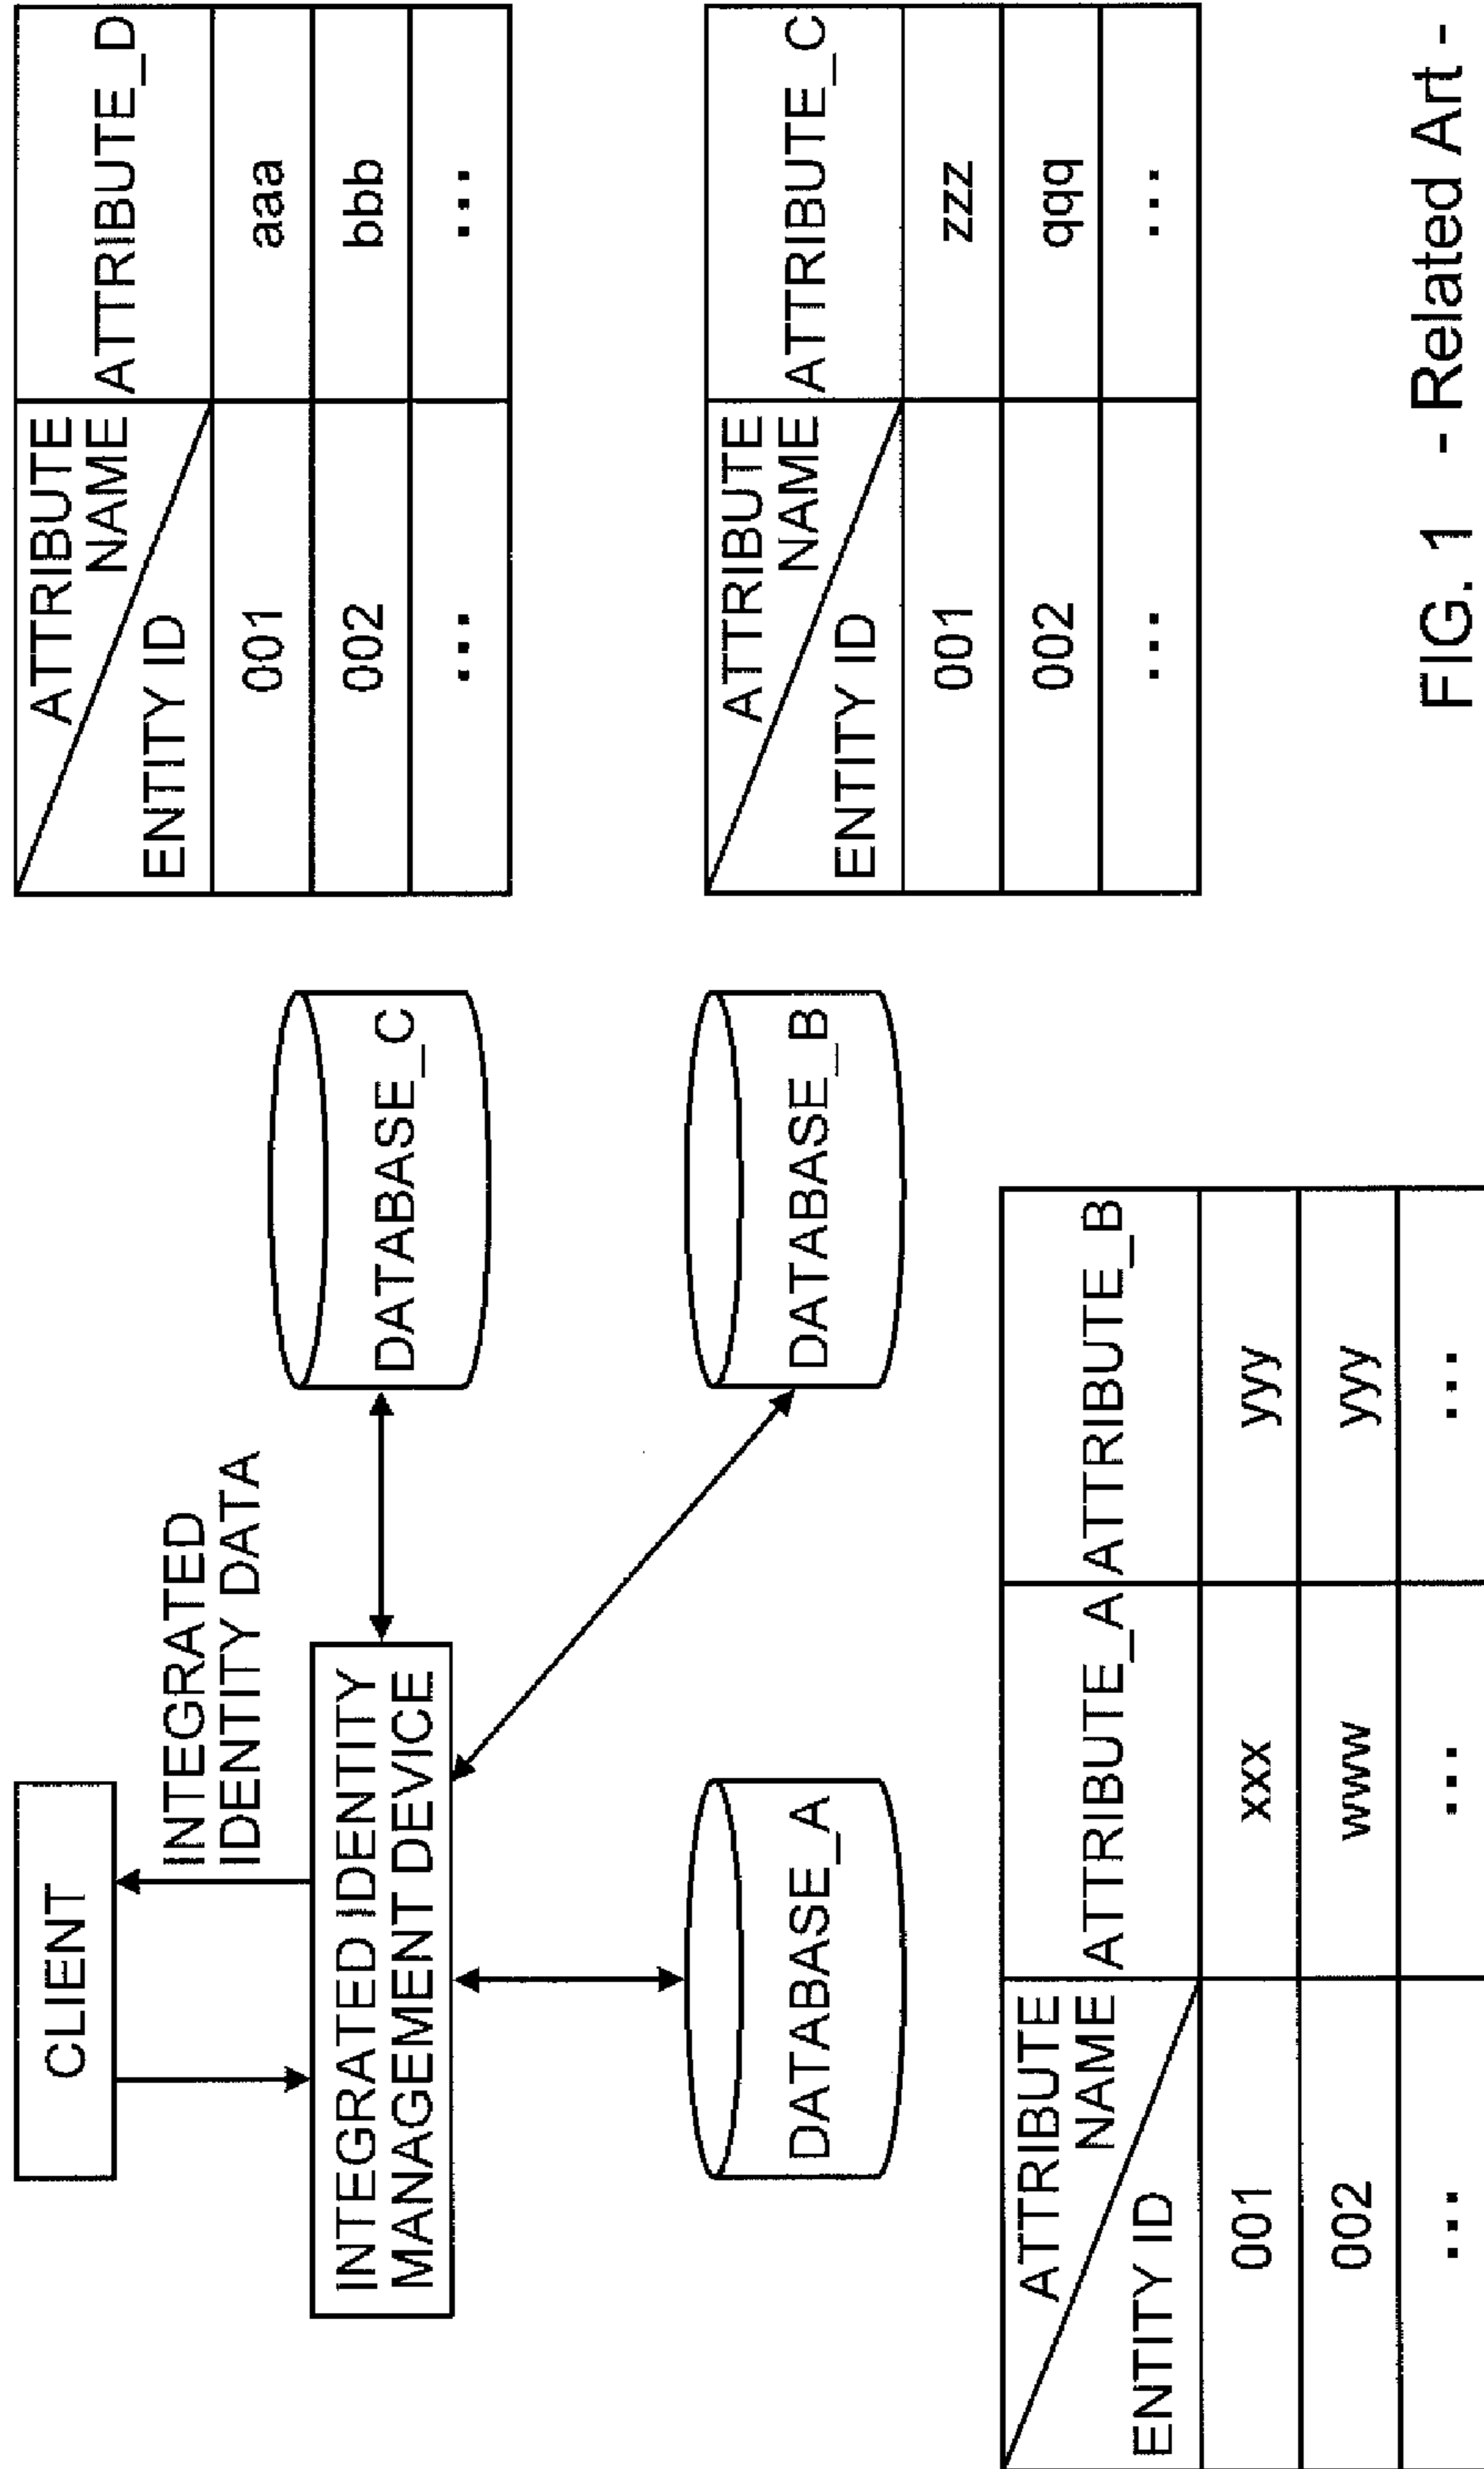 CLIENT
INTEGRATED
IDENTITY DATA
INTEGRATED IDENTITY
MANAGEMENT DEVICE
DATABASE_C
ATTRIBUTE
NAME
ENTITY ID
ATTRIBUTE_D
001 aaa
002 bbb
... ...
DATABASE_A
DATABASE_B
ATTRIBUTE
NAME
ENTITY ID
ATTRIBUTE_C
001 zzz
002 qqq
... ...
ATTRIBUTE
NAME
ENTITY ID
ATTRIBUTE_A ATTRIBUTE_B
001 xxx yyy
002 www yyy
... ... ...
FIG. 1 - Related Art -